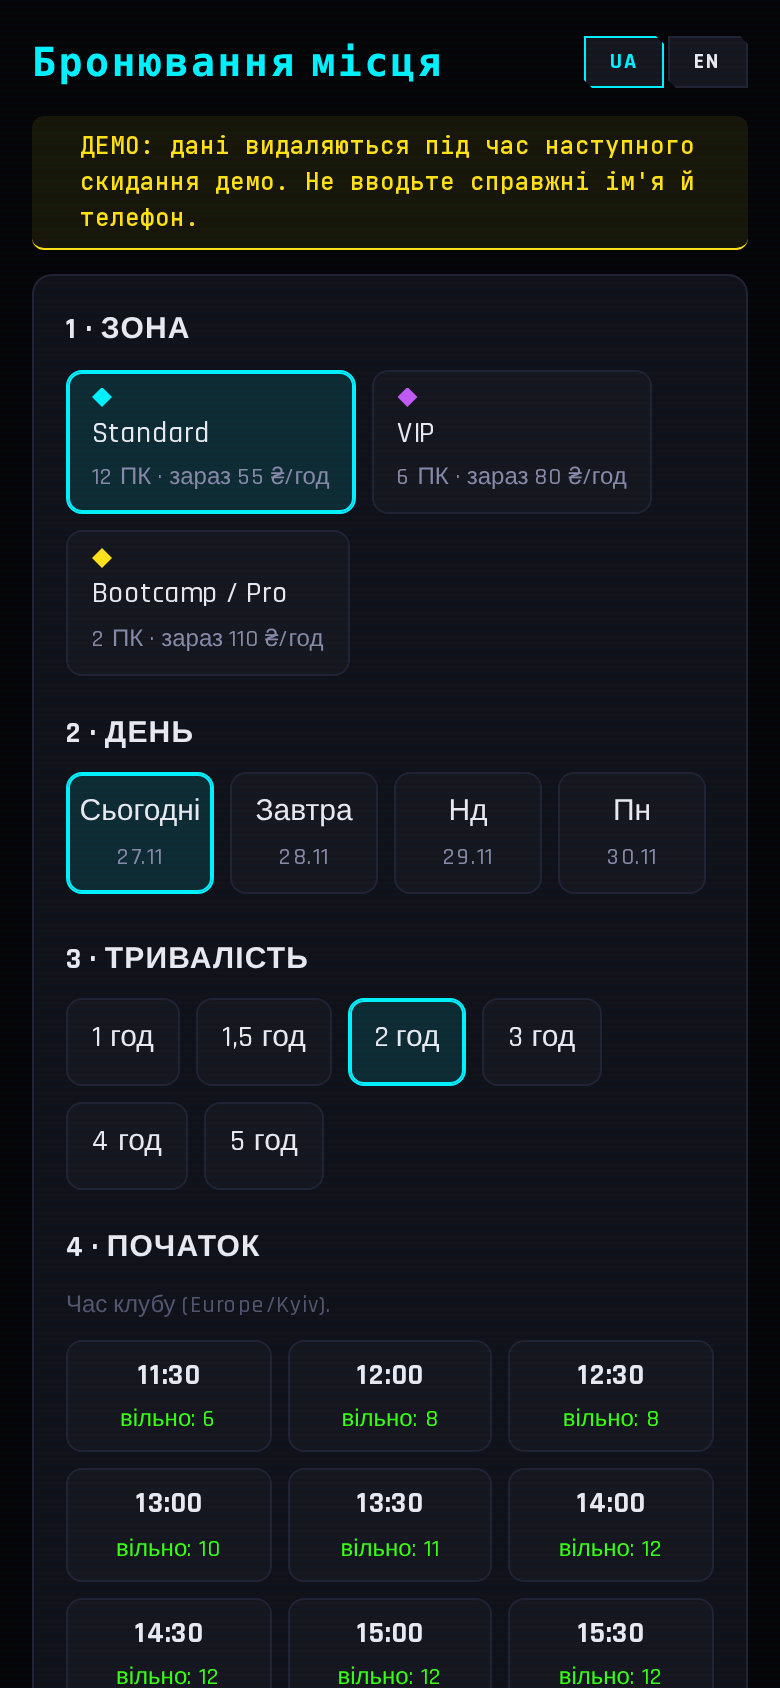 Бронювання місця
UA
EN
ДЕМО: дані видаляються під час наступного
скидання демо. Не вводьте справжні ім'я й
телефон.
1 · ЗОНА
Standard
12 ПК · зараз 55 ₴/год
VIP
6 ПК · зараз 80 ₴/год
Bootcamp / Pro
2 ПК · зараз 110 ₴/год
2 · ДЕНЬ
Сьогодні
27.11
Завтра
28.11
Нд
29.11
Пн
30.11
3 · ТРИВАЛІСТЬ
1 год
1,5 год
2 год
3 год
4 год
5 год
4 · ПОЧАТОК
Час клубу (Europe/Kyiv).
11:30
вільно: 6
12:00
вільно: 8
12:30
вільно: 8
13:00
вільно: 10
13:30
вільно: 11
14:00
вільно: 12
14:30
вільно: 12
15:00
вільно: 12
15:30
вільно: 12